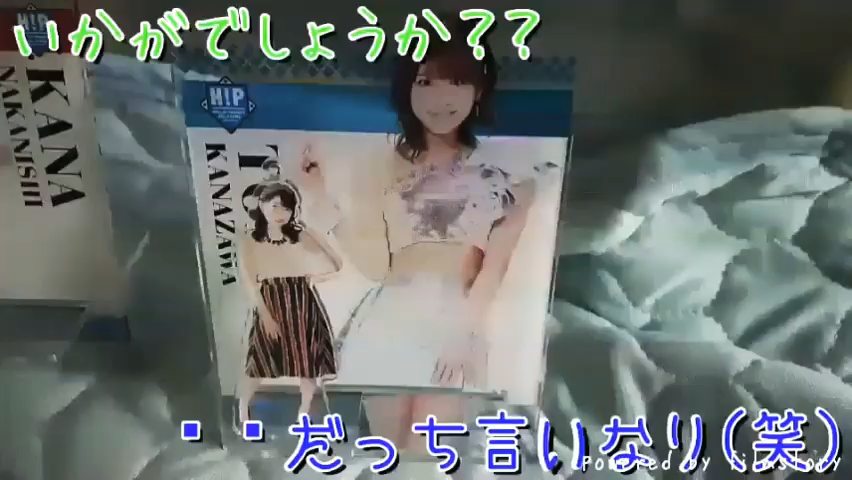 いかがでしょうか??
H!P
KANA
NAKANISHI
H!P
KANAZAWA
・・だっち言いなり(笑)
Powered by filmstory